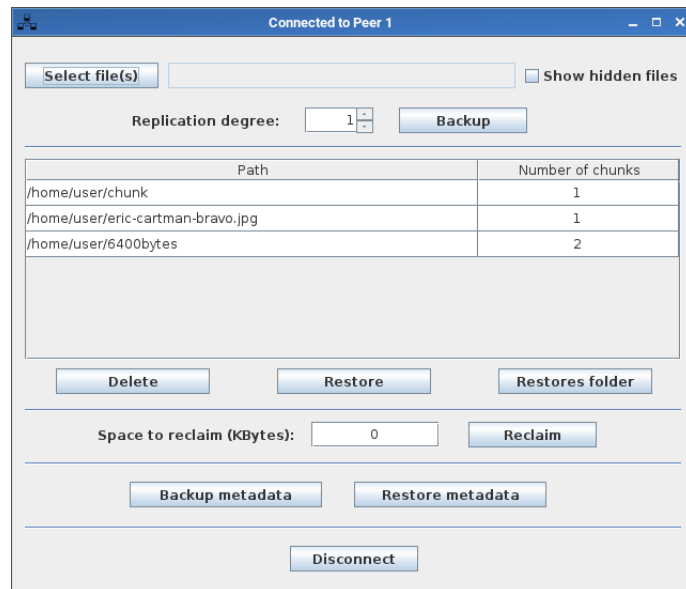 Connected to Peer 1
Select file(s) Show hidden files
Replication degree: 1 Backup
Path Number of chunks
/home/user/chunk 1
/home/user/eric-cartman-bravo.jpg 1
/home/user/6400bytes 2
Delete Restore Restores folder
Space to reclaim (KBytes): 0 Reclaim
Backup metadata Restore metadata
Disconnect